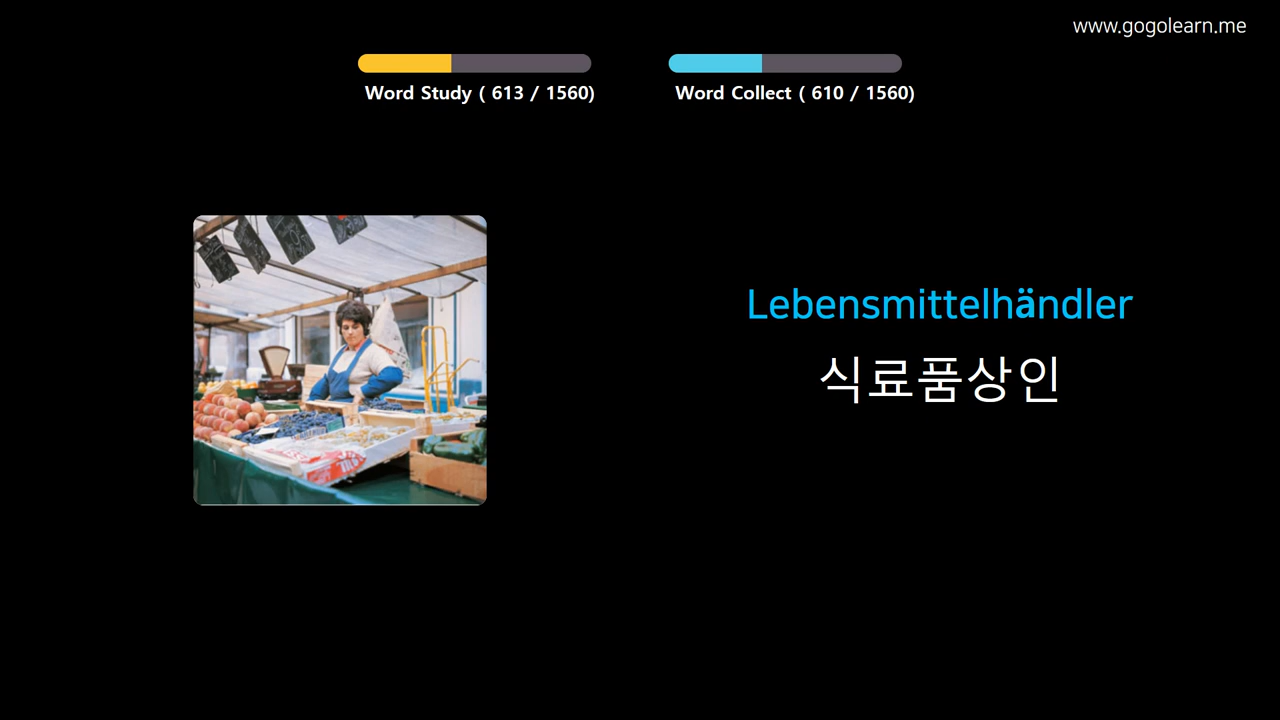 www.gogolearn.me
Word Study ( 613 / 1560)
Word Collect ( 610 / 1560)
Lebensmittelhändler
식료품상인